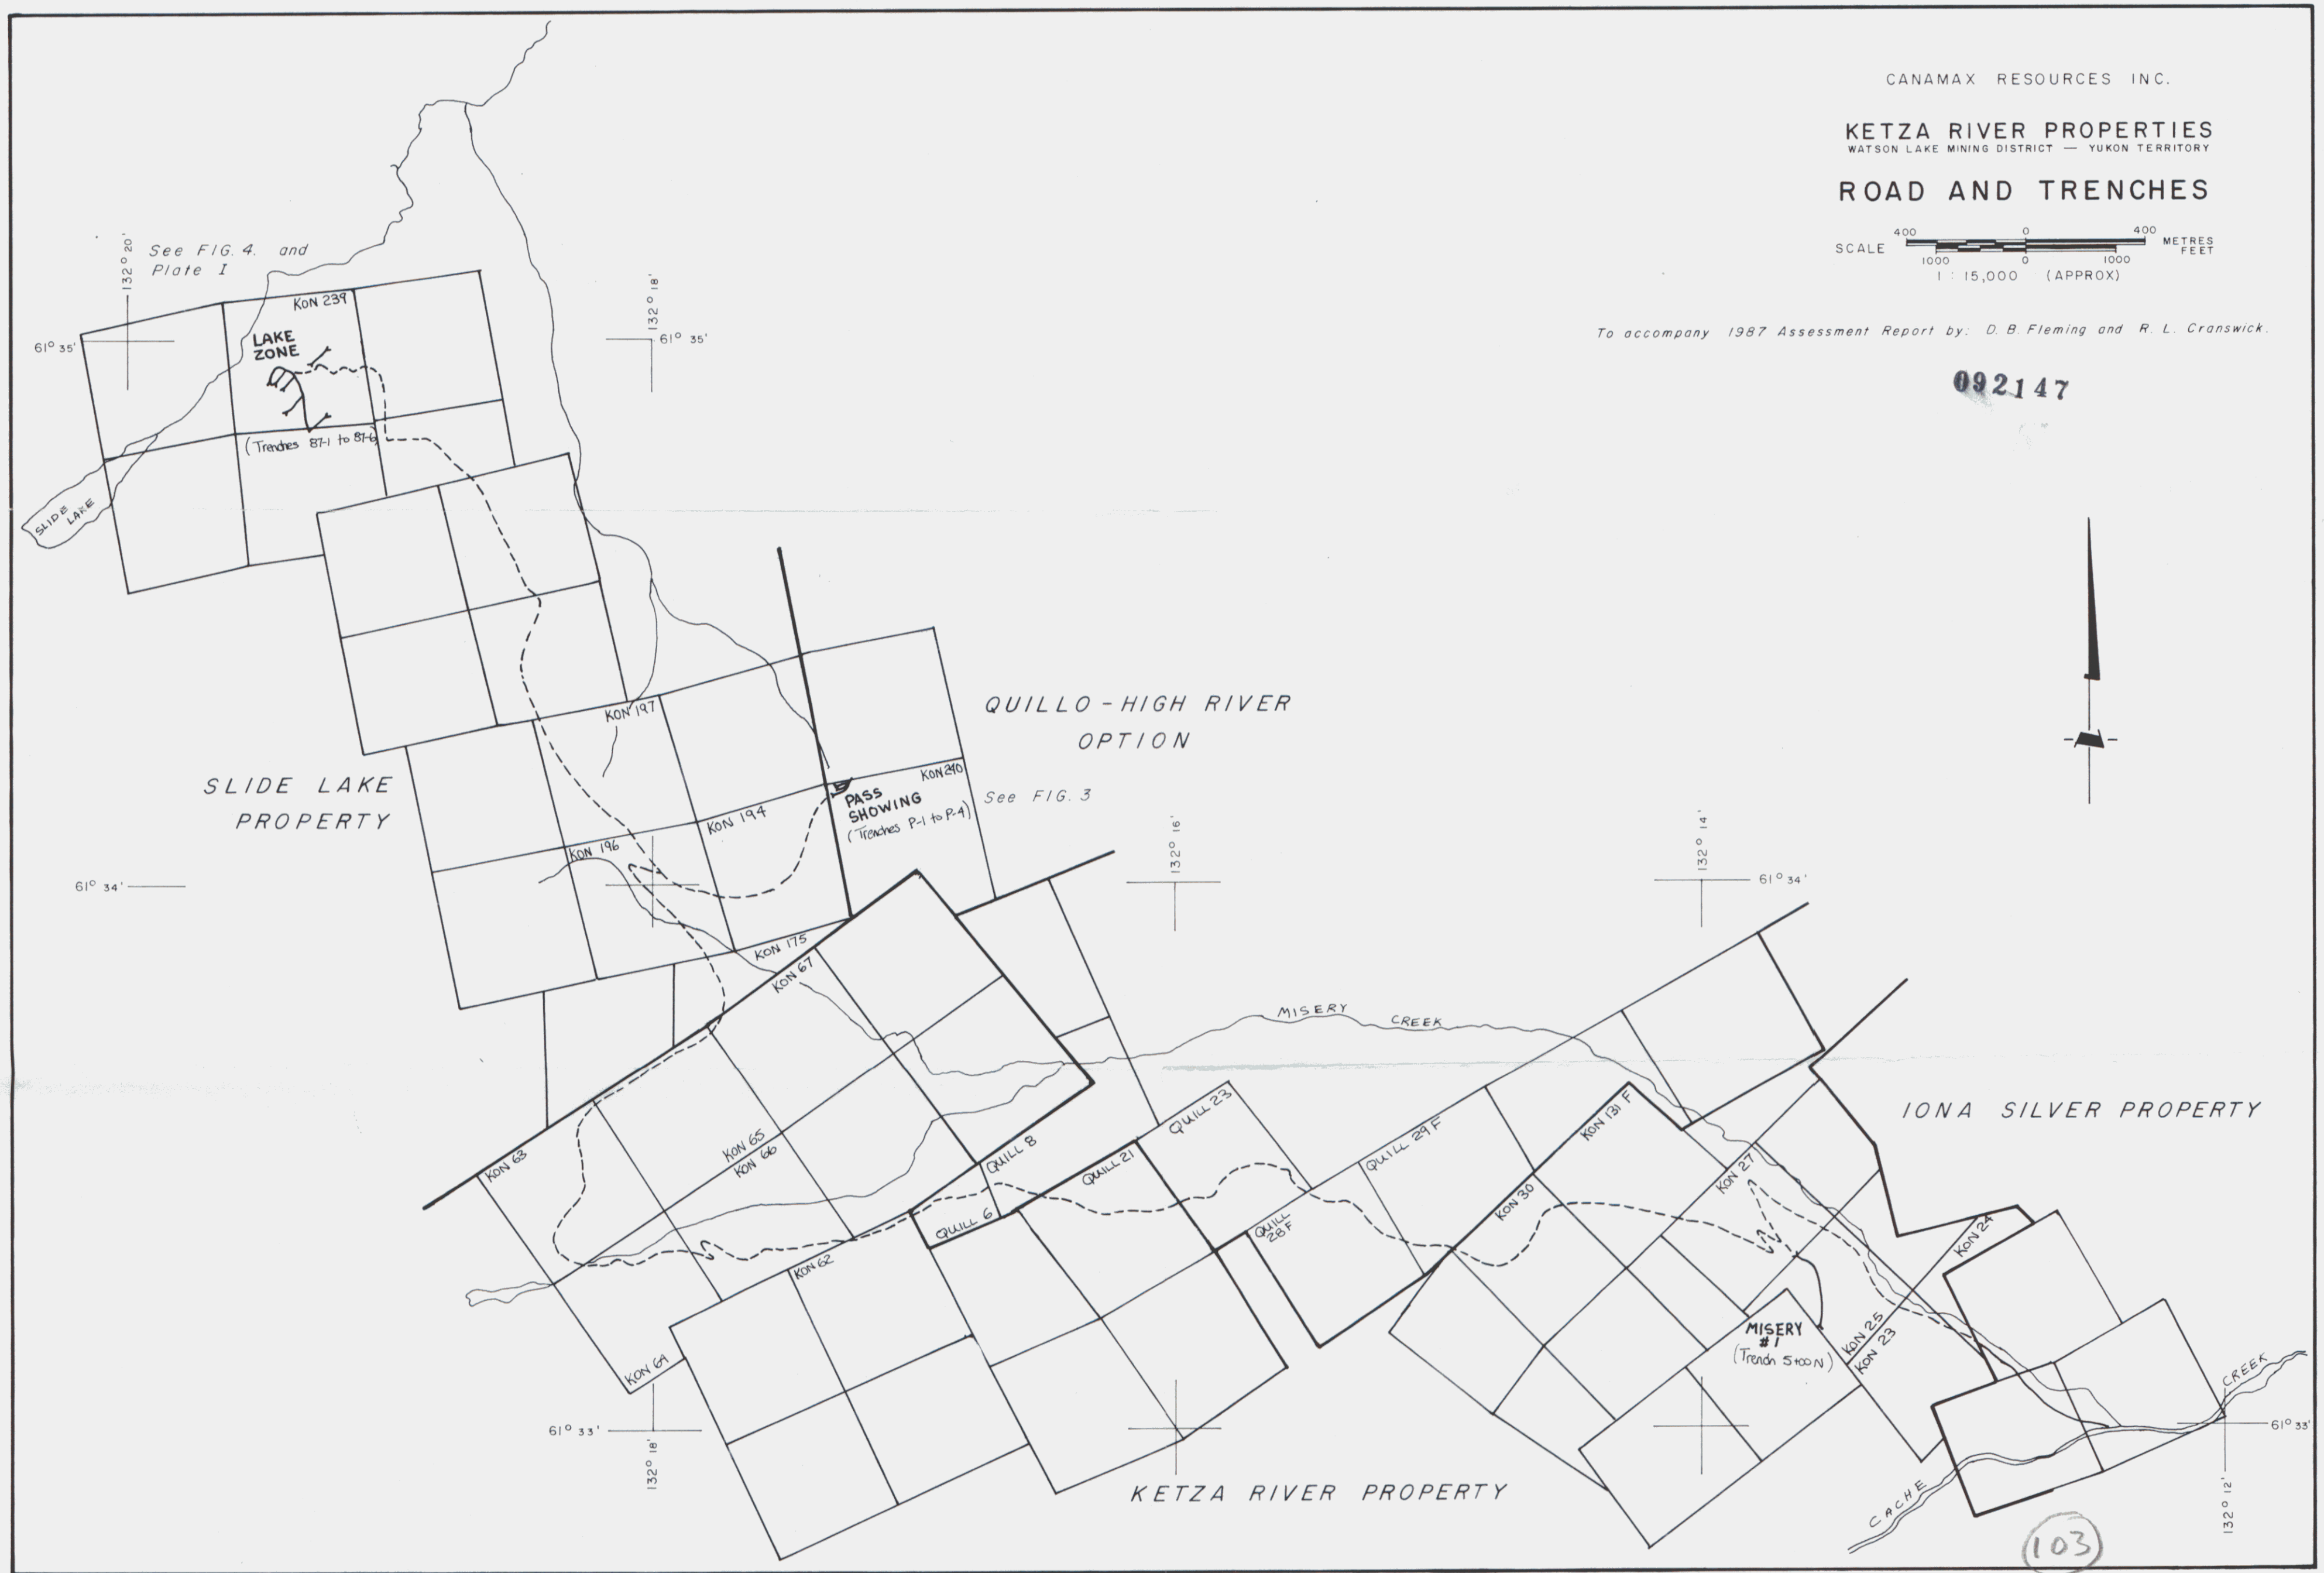 CANAMAX RESOURCES INC.
KETZA RIVER PROPERTIES
WATSON LAKE MINING DISTRICT — YUKON TERRITORY
ROAD AND TRENCHES
SCALE
400 0 400 METRES
1000 0 1000 FEET
1 : 15,000 (APPROX)
To accompany 1987 Assessment Report by: D. B. Fleming and R. L. Cranswick.
092147
132° 20'
See FIG. 4. and
Plate I
132° 18'
61° 35'
61° 35'
KON 239
LAKE
ZONE
(Trenches 87-1 to 87-6)
SLIDE
LAKE
QUILLO - HIGH RIVER
OPTION
KON 197
SLIDE LAKE
PROPERTY
KON 240
See FIG. 3
PASS
SHOWING
(Trenches P-1 to P-4)
KON 194
KON 196
132° 16'
132° 14'
61° 34'
61° 34'
KON 175
KON 67
MISERY CREEK
IONA SILVER PROPERTY
KON 63
KON 65
KON 66
QUILL 8
QUILL 21
QUILL 23
QUILL 29 F
KON 131 F
KON 27
KON 30
QUILL 6
QUILL
28 F
KON 24
KON 62
KON 25
KON 23
MISERY
#1
(Trench 5+00N)
KON 64
61° 33'
132° 18'
61° 33'
132° 12'
KETZA RIVER PROPERTY
CACHE CREEK
103